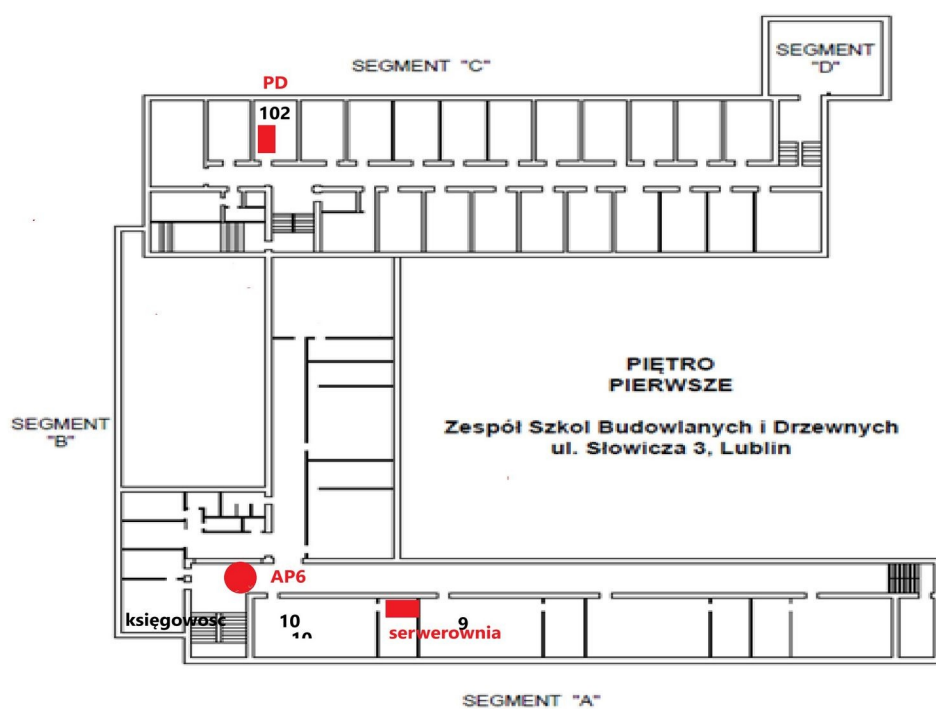 SEGMENT "C"
SEGMENT
"D"
PD
102
PIĘTRO
PIERWSZE
Zespół Szkol Budowlanych i Drzewnych
ul. Słowicza 3, Lublin
SEGMENT
"B"
AP6
księgowosc
10
9
serwerownia
SEGMENT "A"